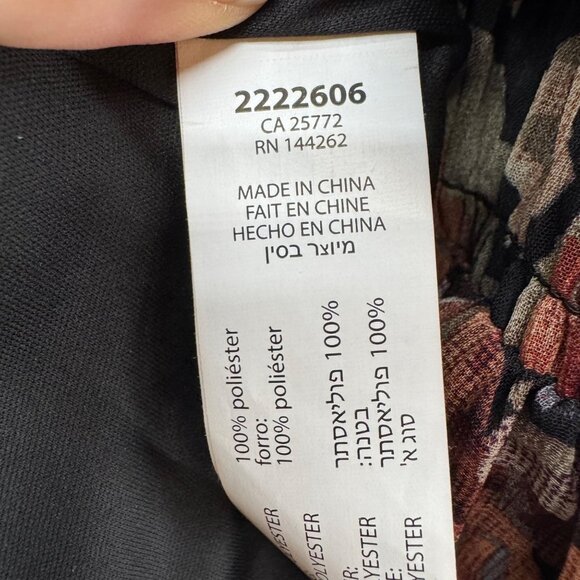 2222606
CA 25772
RN 144262
MADE IN CHINA
FAIT EN CHINE
HECHO EN CHINA
מיוצר בסין
100% poliéster
forro:
100% poliéster
100% פוליאסטר
בטנה:
100% פוליאסטר
סוג א'